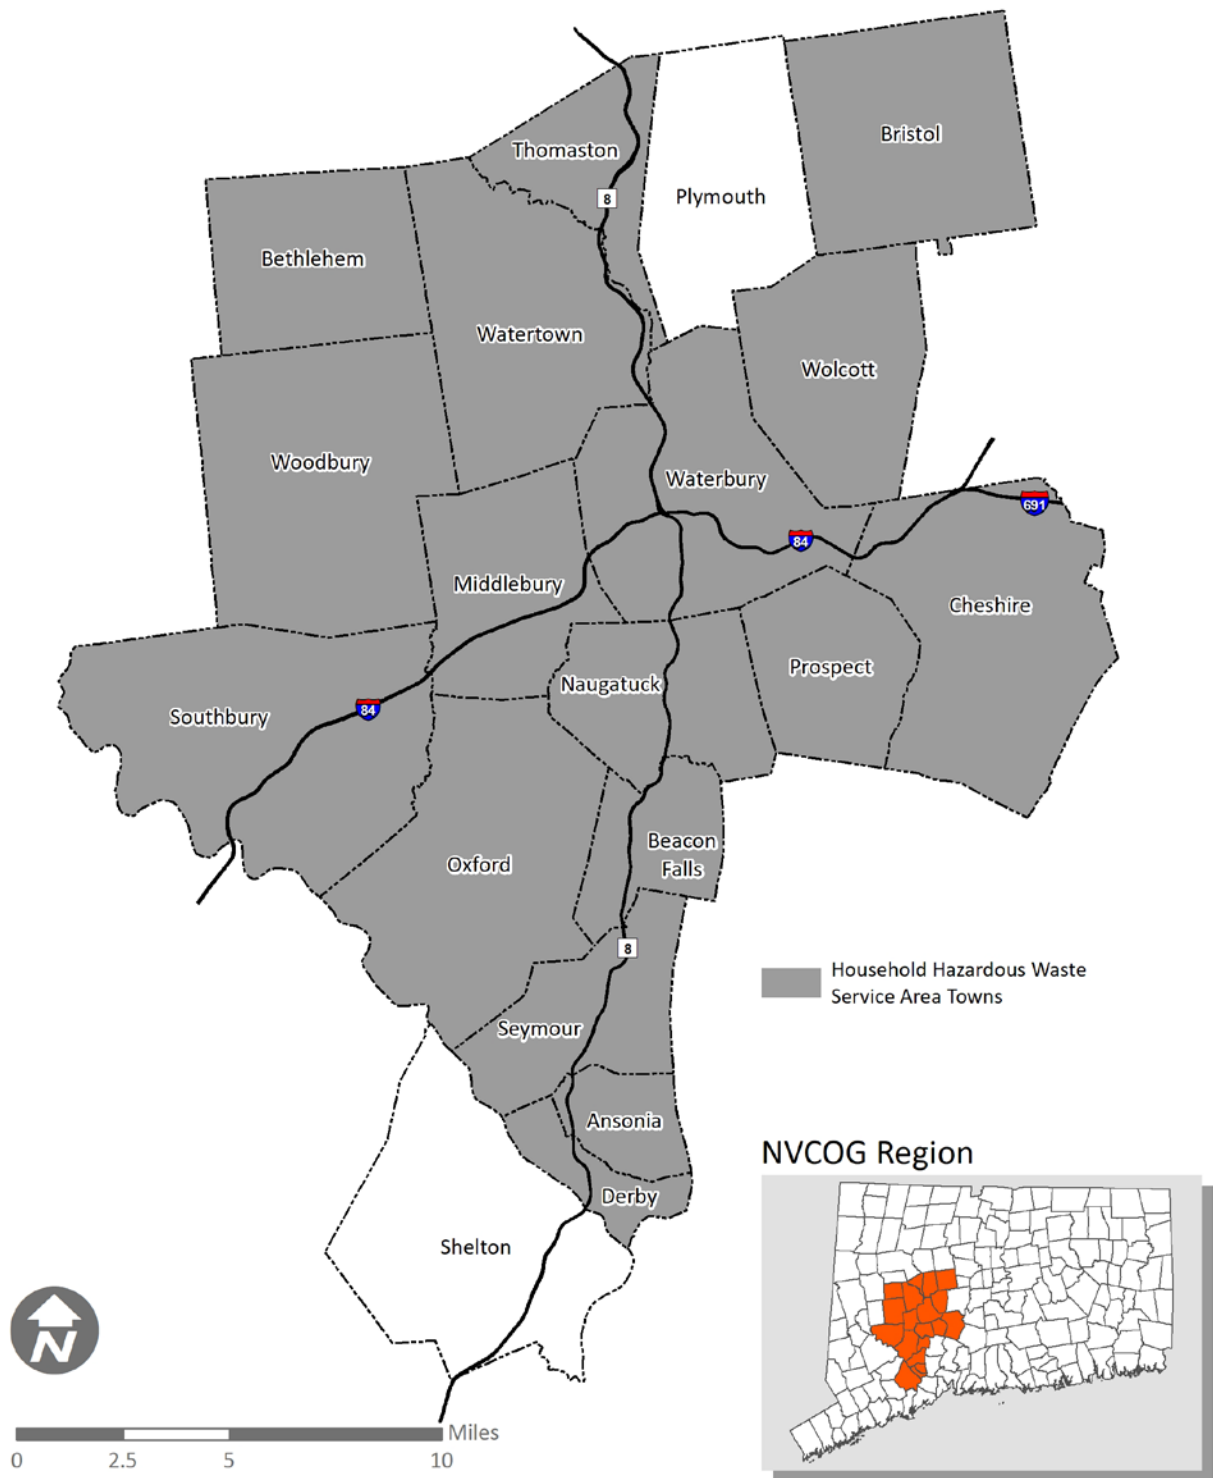 Bristol
Thomaston
8
Plymouth
Bethlehem
Watertown
Wolcott
Woodbury
Waterbury
691
84
Middlebury
Cheshire
Prospect
Naugatuck
84
Southbury
Beacon
Falls
Oxford
8
Household Hazardous Waste
Service Area Towns
Seymour
Ansonia
NVCOG Region
Derby
Shelton
N
Miles
0
2.5
5
10